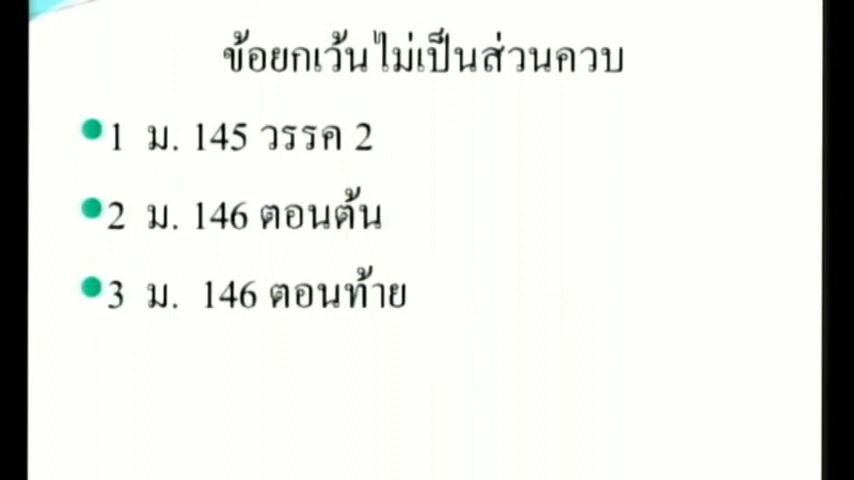 ข้อยกเว้นไม่เป็นส่วนควบ
1 ม. 145 วรรค 2
2 ม. 146 ตอนต้น
3 ม. 146 ตอนท้าย